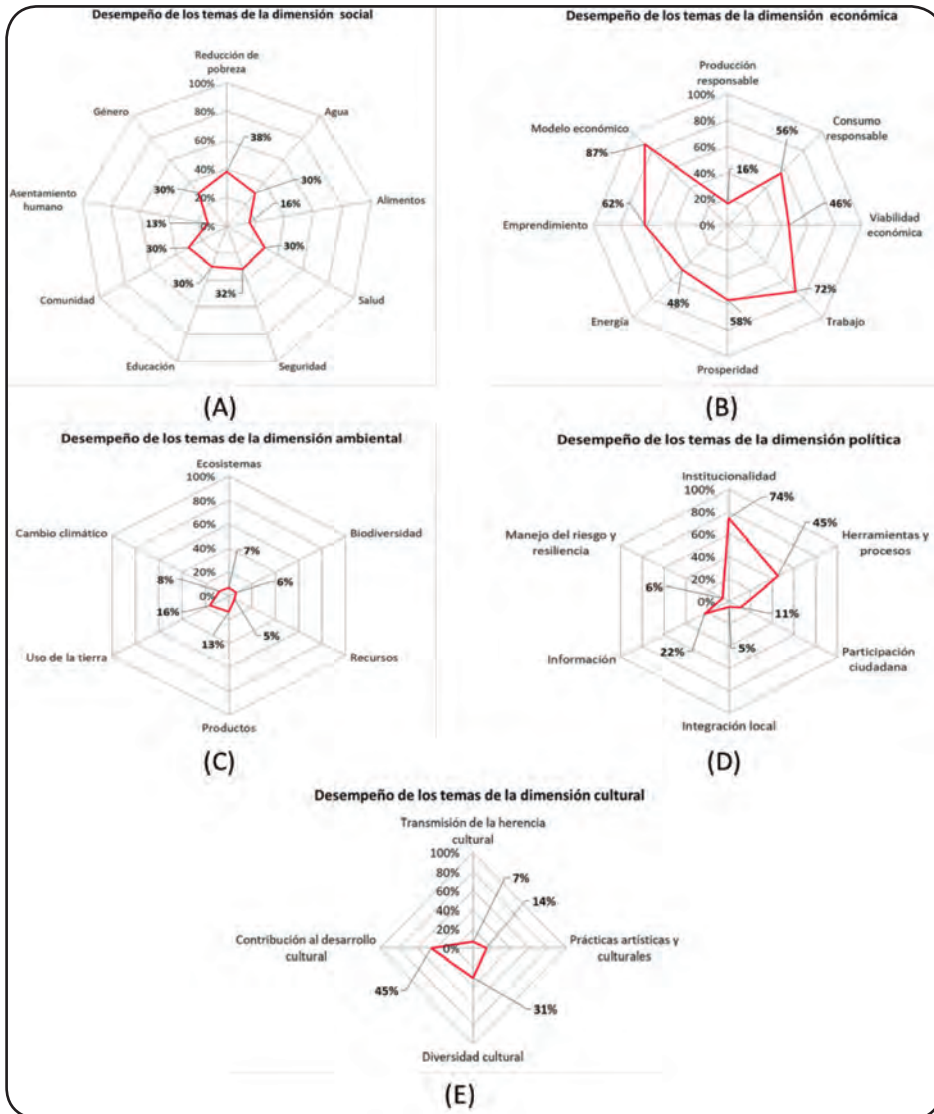 Desempeño de los temas de la dimensión social
Reducción de
pobreza
100%
80%
60%
40%
20%
0%
Género
Agua
38%
30%
30%
16%
Asentamiento
humano
Alimentos
13%
30%
30%
30%
32%
Comunidad
Salud
Educación
Seguridad
(A)
Desempeño de los temas de la dimensión económica
Producción
responsable
100%
80%
60%
40%
20%
0%
Modelo económico
Consumo
responsable
87%
56%
16%
62%
46%
Emprendimiento
Viabilidad
económica
48%
58%
72%
Energía
Trabajo
Prosperidad
(B)
Desempeño de los temas de la dimensión ambiental
Ecosistemas
100%
80%
60%
40%
20%
0%
Cambio climático
Biodiversidad
7%
8%
6%
16%
13%
5%
Uso de la tierra
Recursos
Productos
(C)
Desempeño de los temas de la dimensión política
Institucionalidad
100%
80%
60%
40%
20%
0%
74%
45%
Manejo del riesgo y
resiliencia
Herramientas y
procesos
6%
11%
22%
5%
Información
Participación
ciudadana
Integración local
(D)
Desempeño de los temas de la dimensión cultural
Transmisión de la herencia
cultural
100%
80%
60%
40%
20%
0%
7%
14%
Contribución al desarrollo
cultural
Prácticas artísticas y
culturales
45%
31%
Diversidad cultural
(E)